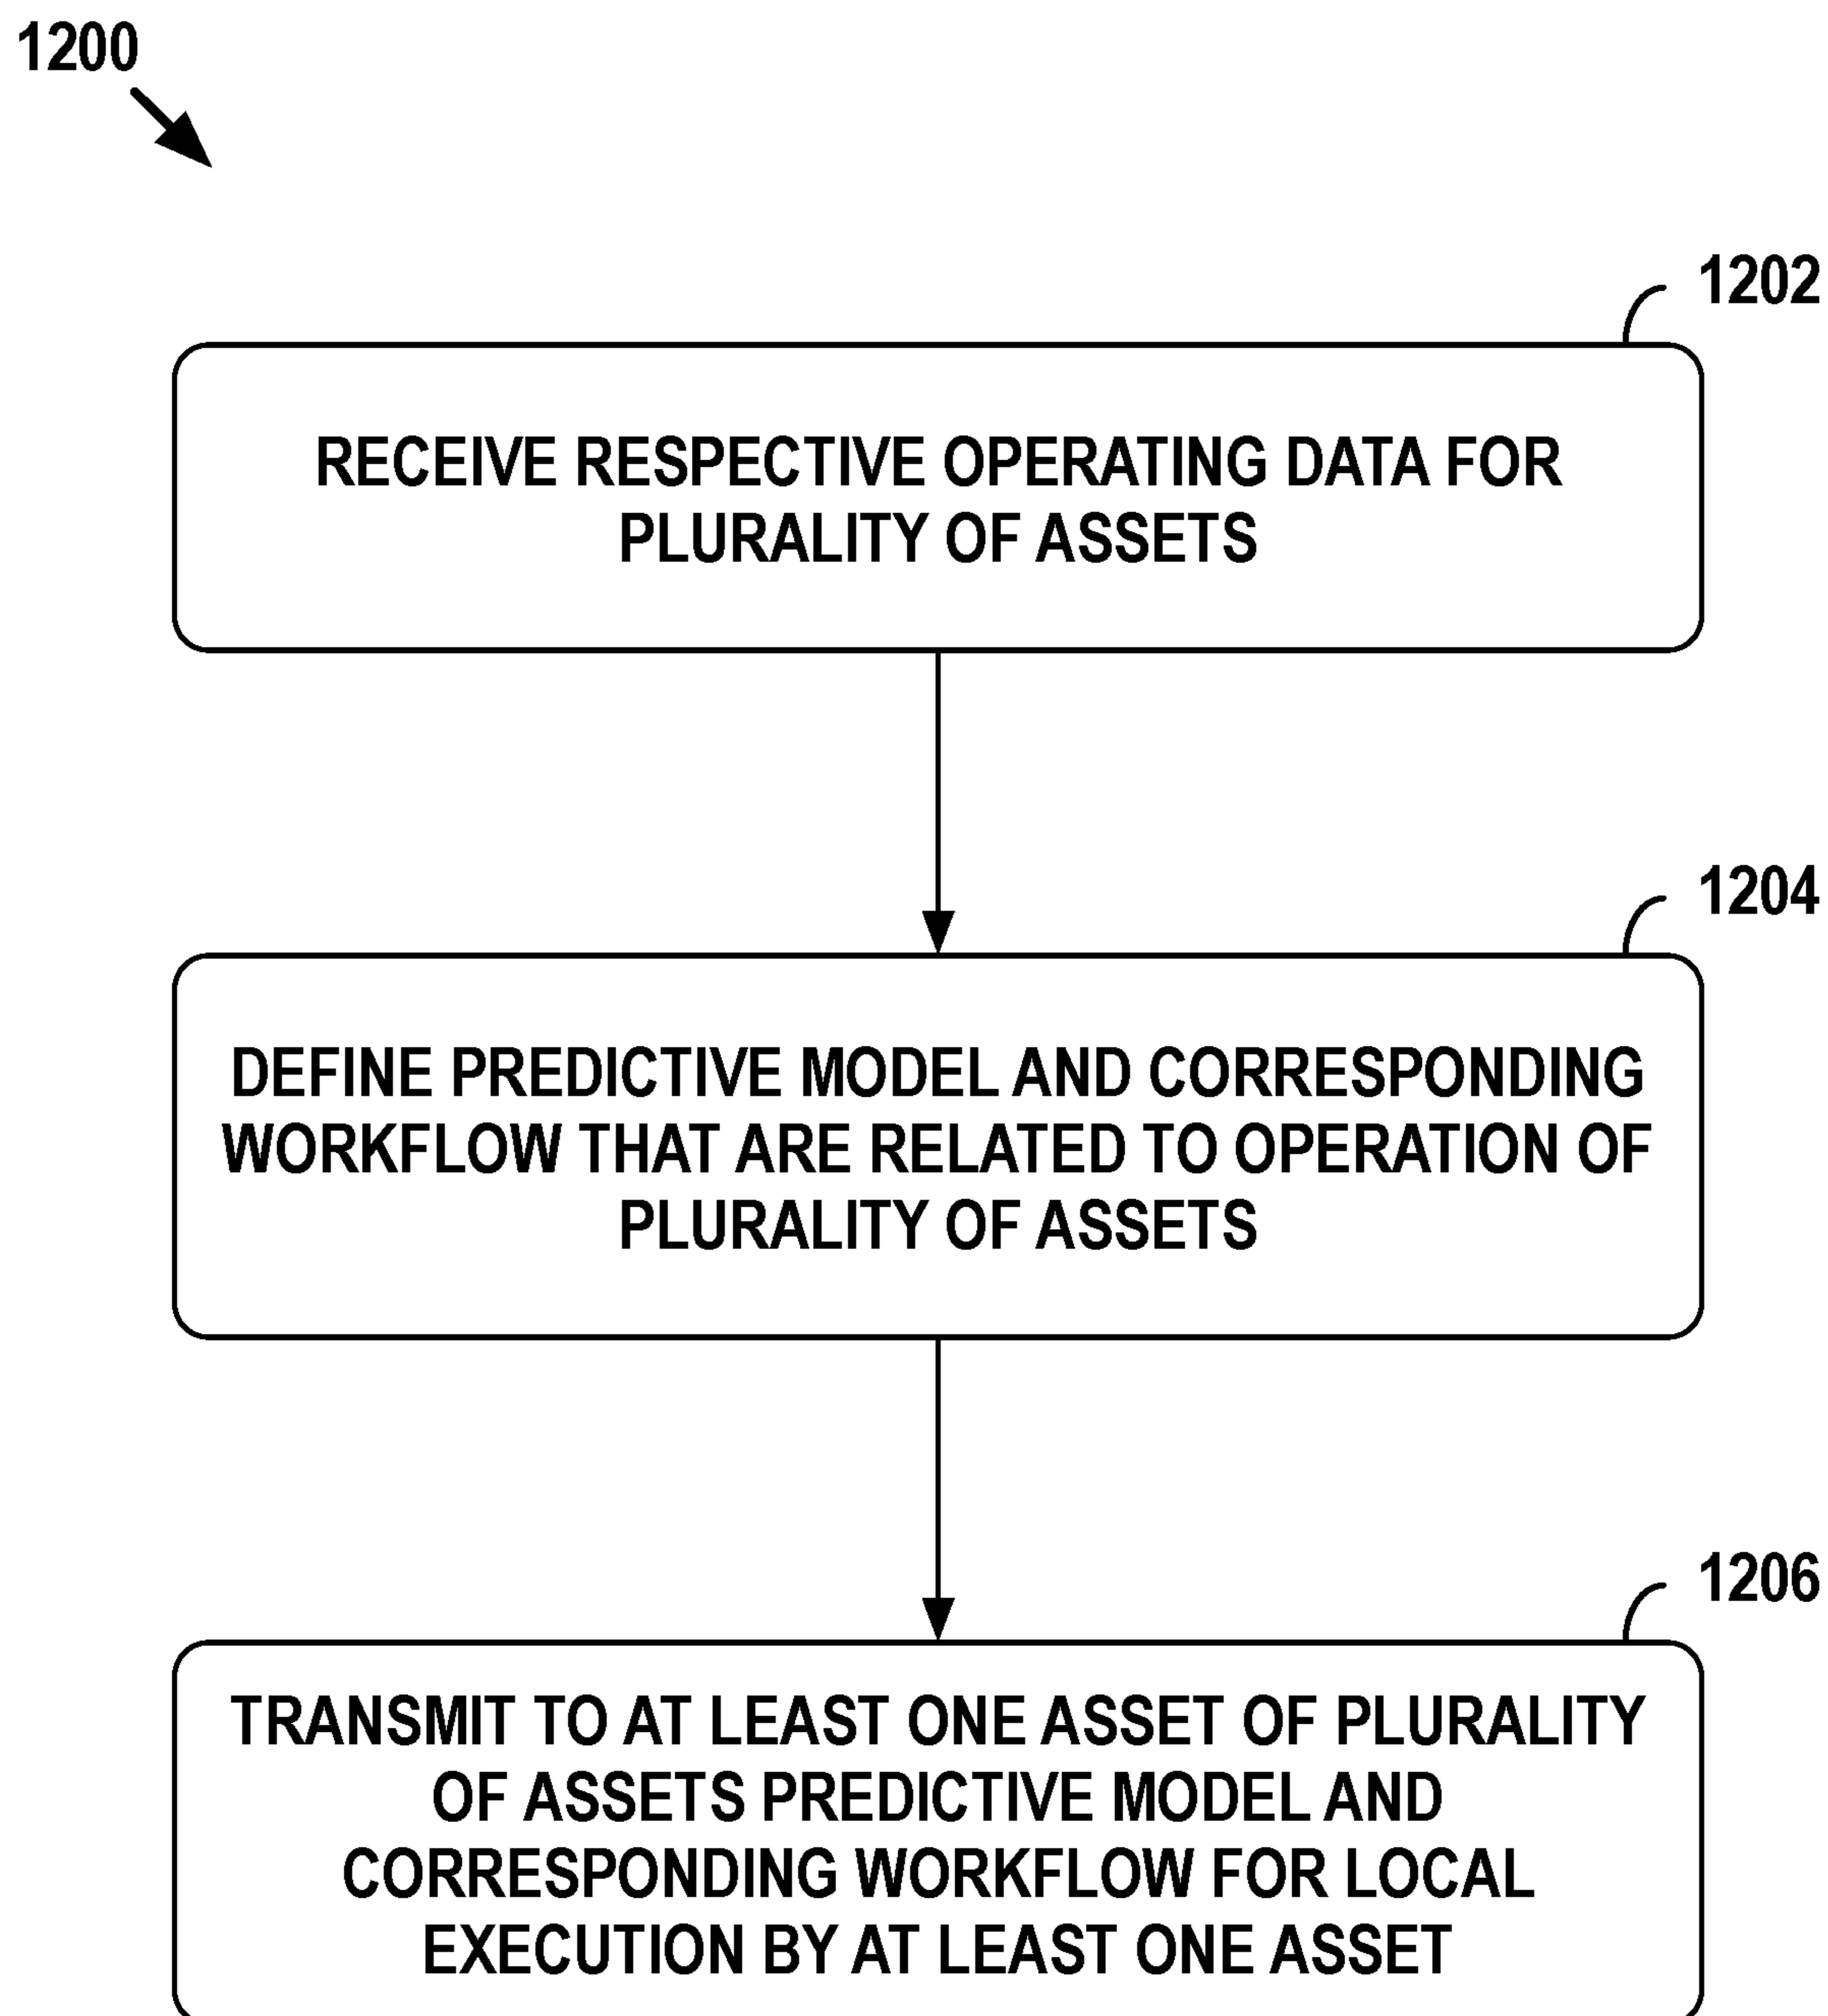 1200
1202
RECEIVE RESPECTIVE OPERATING DATA FOR
PLURALITY OF ASSETS
1204
DEFINE PREDICTIVE MODEL AND CORRESPONDING
WORKFLOW THAT ARE RELATED TO OPERATION OF
PLURALITY OF ASSETS
1206
TRANSMIT TO AT LEAST ONE ASSET OF PLURALITY
OF ASSETS PREDICTIVE MODEL AND
CORRESPONDING WORKFLOW FOR LOCAL
EXECUTION BY AT LEAST ONE ASSET